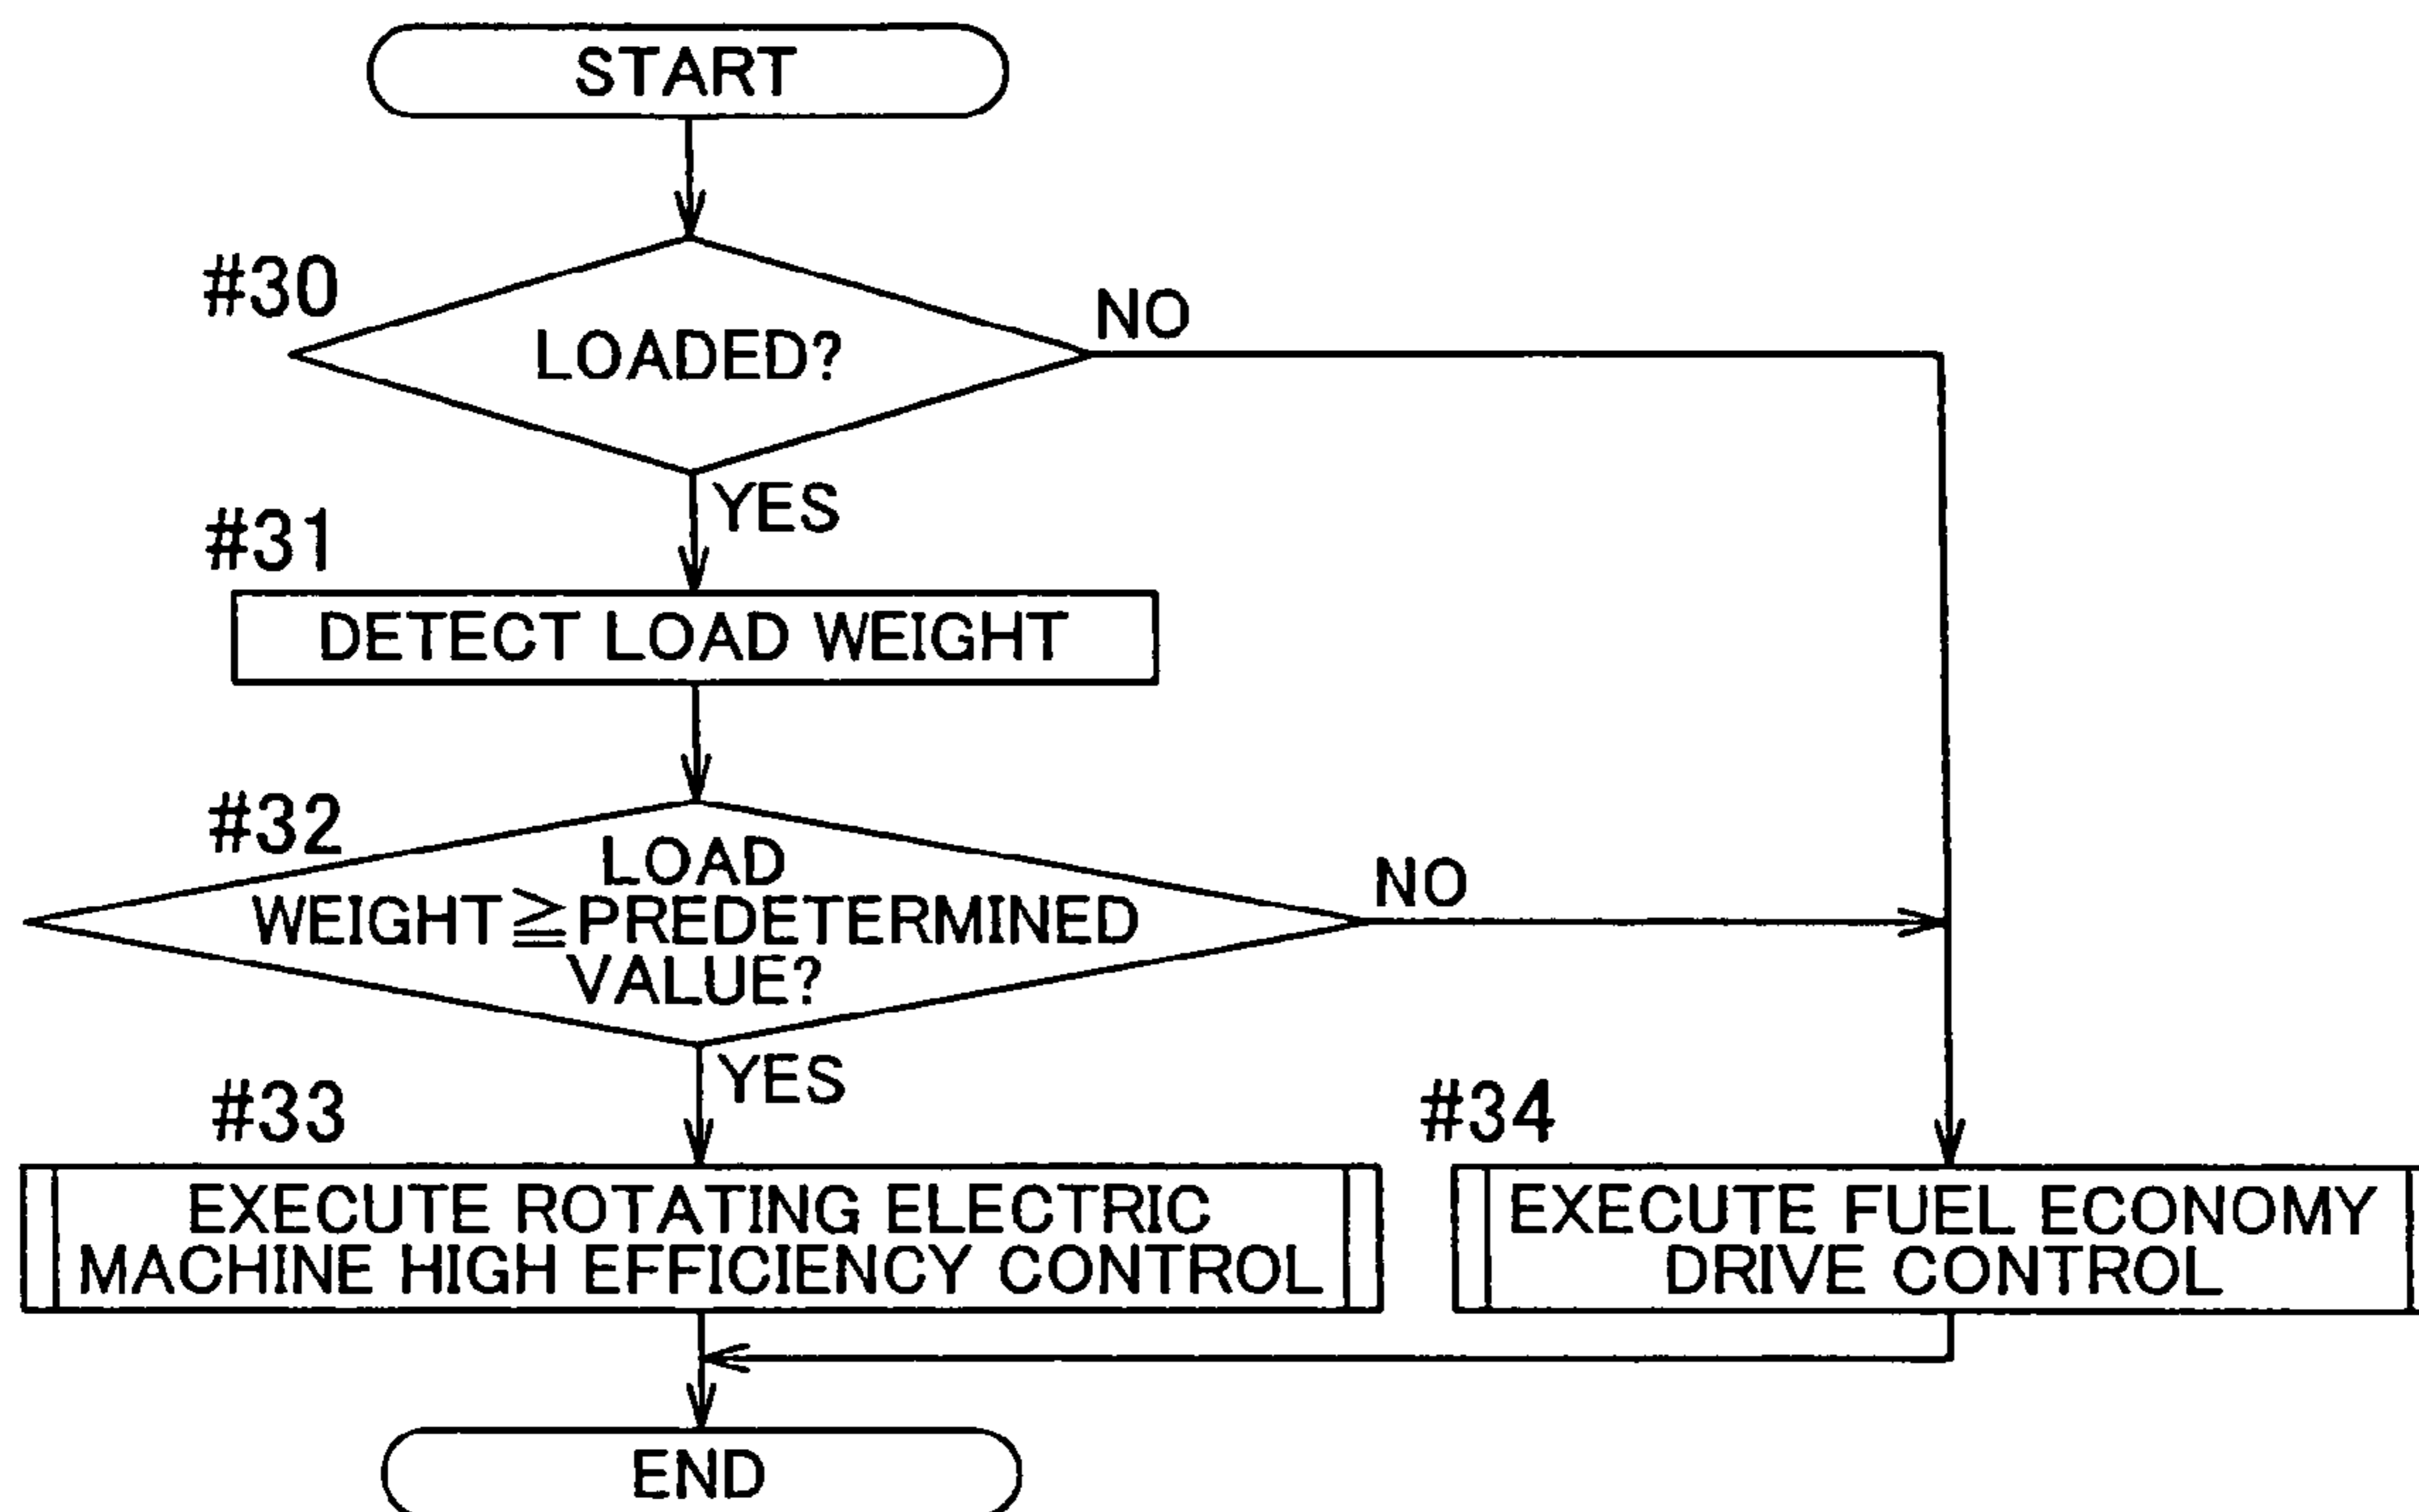 START
#30
LOADED?
NO
YES
#31
DETECT LOAD WEIGHT
#32
LOAD
WEIGHT≧PREDETERMINED
VALUE?
NO
YES
#33
EXECUTE ROTATING ELECTRIC
MACHINE HIGH EFFICIENCY CONTROL
#34
EXECUTE FUEL ECONOMY
DRIVE CONTROL
END